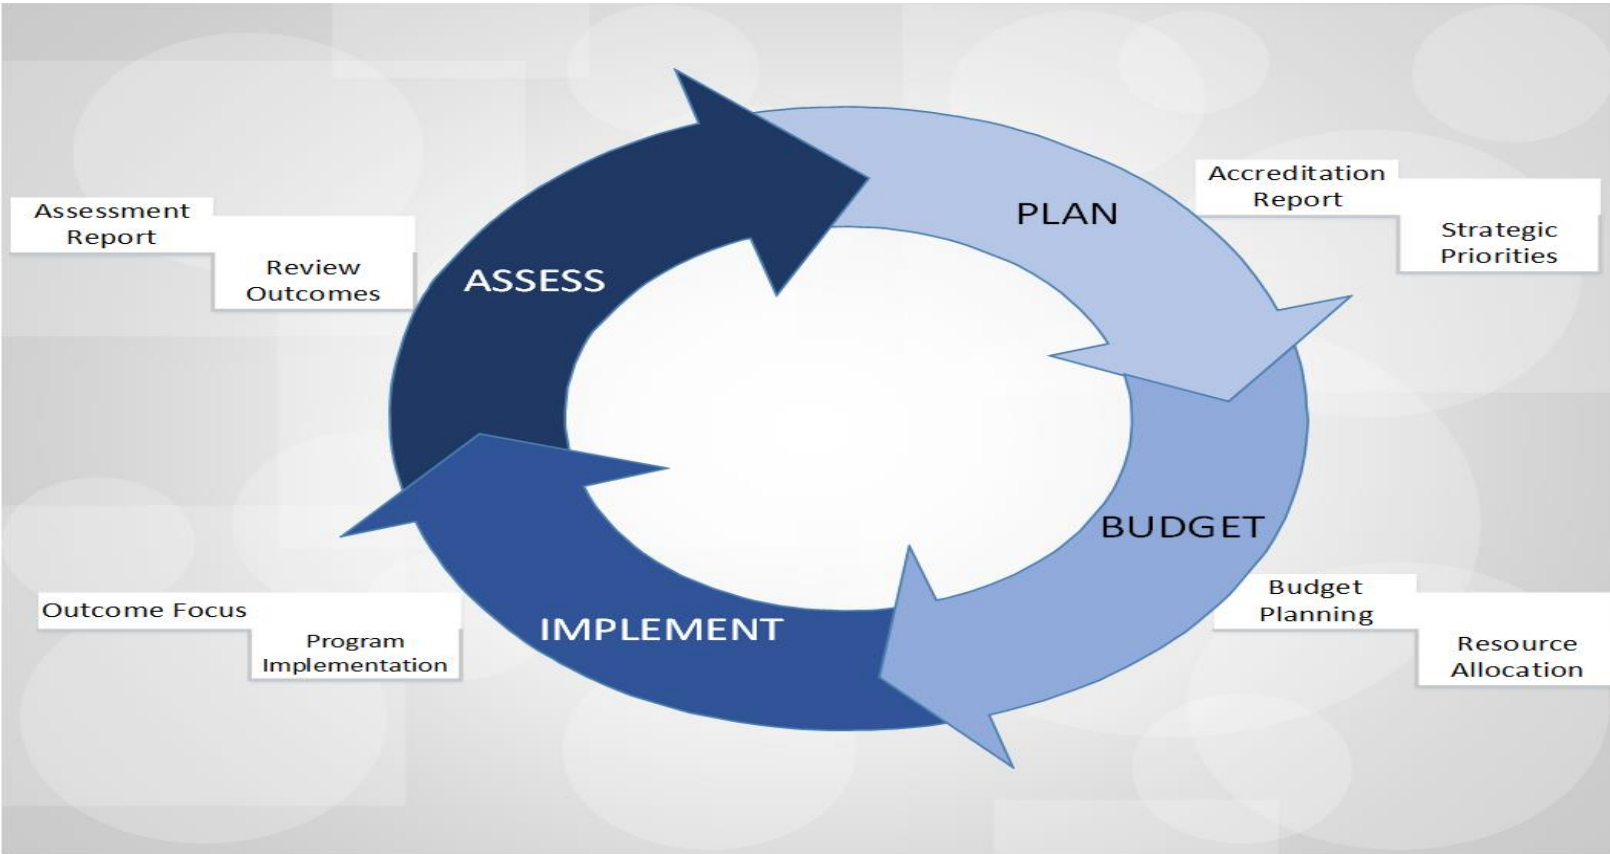 Accreditation
Report
PLAN
Strategic
Priorities
Assessment
Report
Review
Outcomes
ASSESS
BUDGET
Budget
Planning
Resource
Allocation
Outcome Focus
Program
Implementation
IMPLEMENT